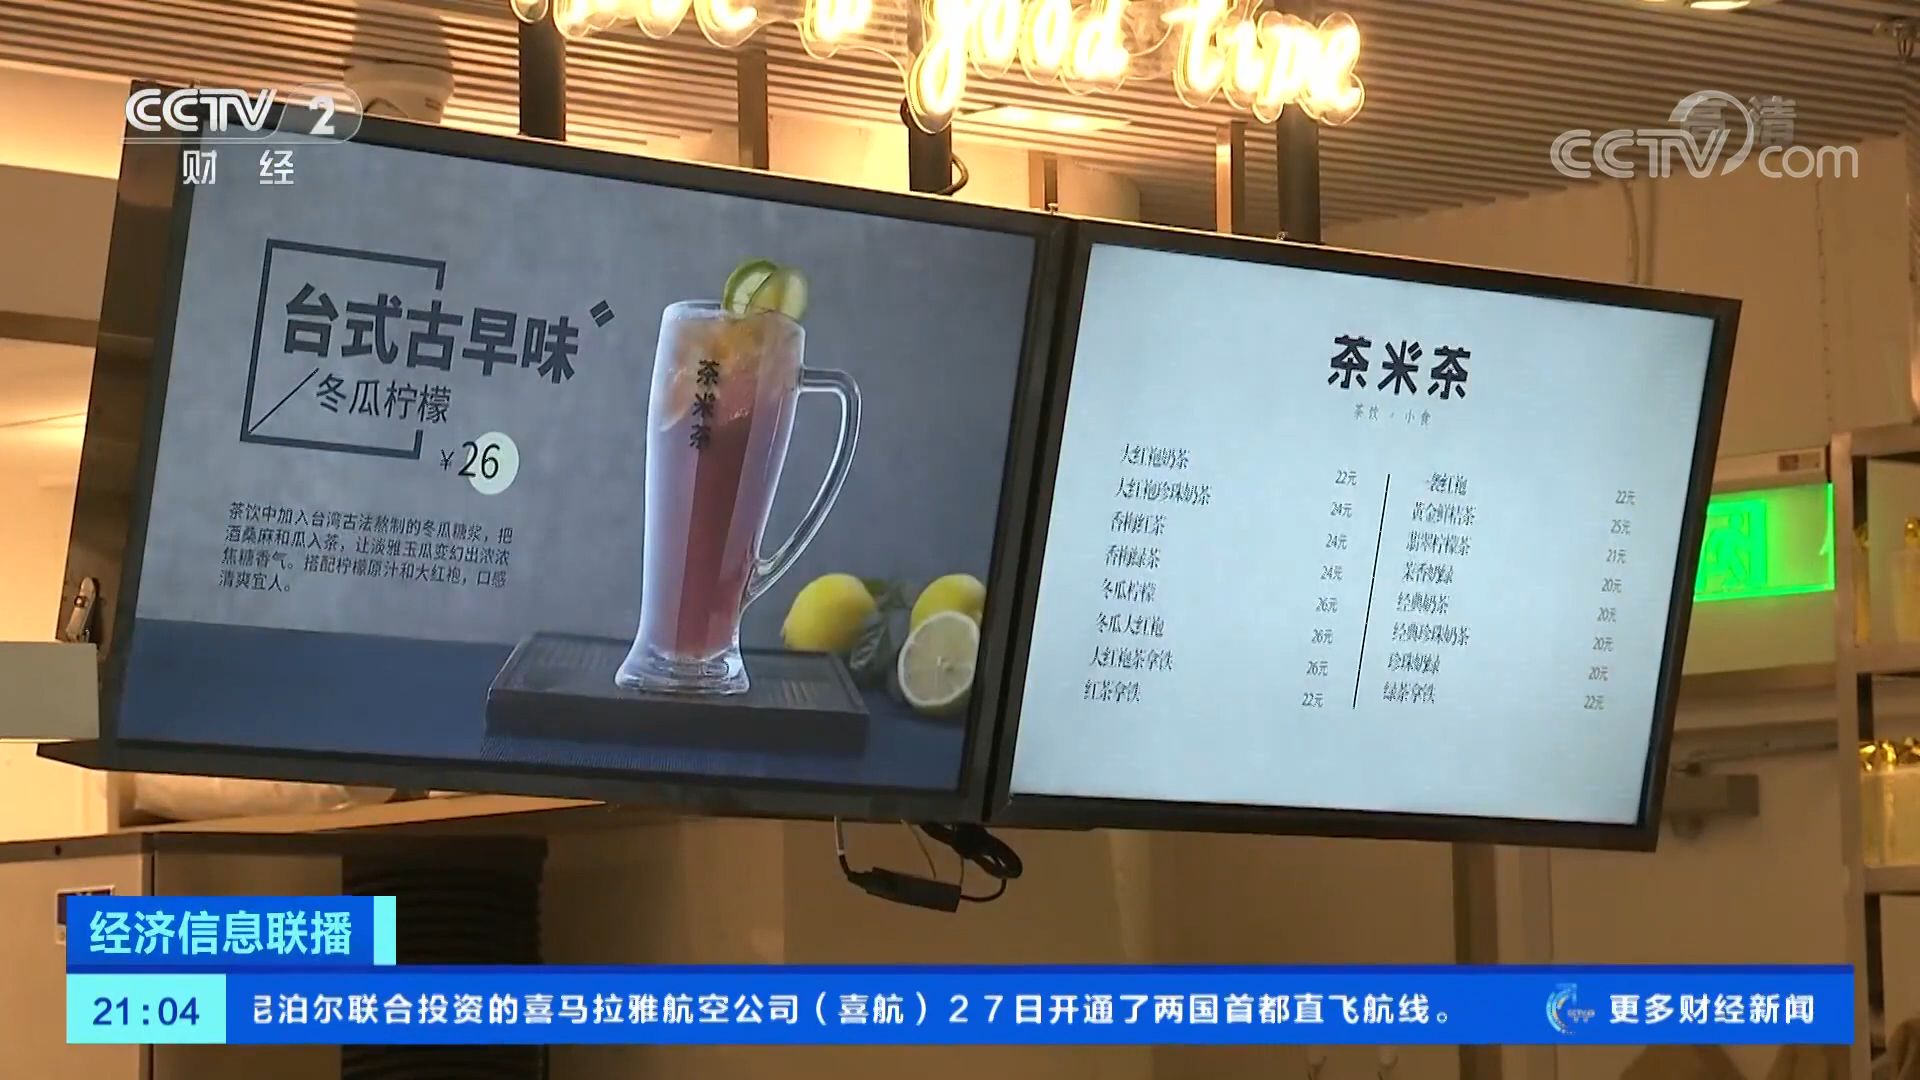 good time
CCTV 2
财经
高清
CCTV.com
台式古早味
冬瓜柠檬
¥26
茶饮中加入台湾古法熬制的冬瓜糖浆，把
酒桑麻和瓜入茶，让淡雅玉瓜变幻出浓浓
焦糖香气。搭配柠檬原汁和大红袍，口感
清爽宜人。
茶米茶
茶米茶
茶饮·小食
大红袍奶茶 22元
大红袍珍珠奶茶 24元
香梅红茶 24元
香梅绿茶 24元
冬瓜柠檬 26元
冬瓜大红袍 26元
大红袍茶拿铁 26元
红茶拿铁 22元
22元
黄金鲜桔茶 25元
翡翠柠檬茶 21元
茉香奶绿 20元
经典奶茶 20元
经典珍珠奶茶 20元
珍珠奶绿 20元
绿茶拿铁 22元
经济信息联播
21:04
尼泊尔联合投资的喜马拉雅航空公司（喜航）27日开通了两国首都直飞航线。
更多财经新闻